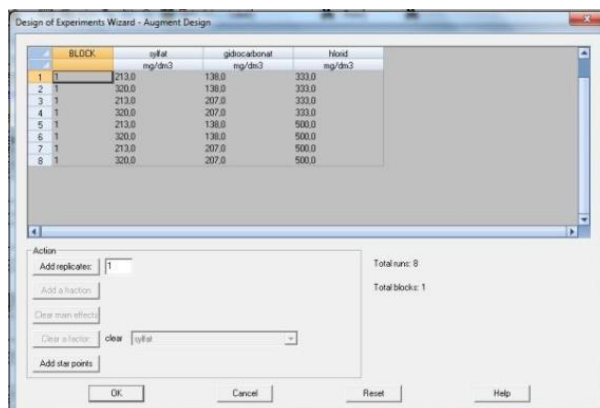 Design of Experiments Wizard - Augment Design
BLOCK sylfat gidrocarbonat hlorid
mg/dm3 mg/dm3 mg/dm3
1 1 213,0 138,0 333,0
2 1 320,0 138,0 333,0
3 1 213,0 207,0 333,0
4 1 320,0 207,0 333,0
5 1 213,0 138,0 500,0
6 1 320,0 138,0 500,0
7 1 213,0 207,0 500,0
8 1 320,0 207,0 500,0
Action
Add replicates: 1 Total runs: 8
Add a fraction Total blocks: 1
Clear main effects
Clear a factor: clear sylfat
Add star points
OK Cancel Reset Help